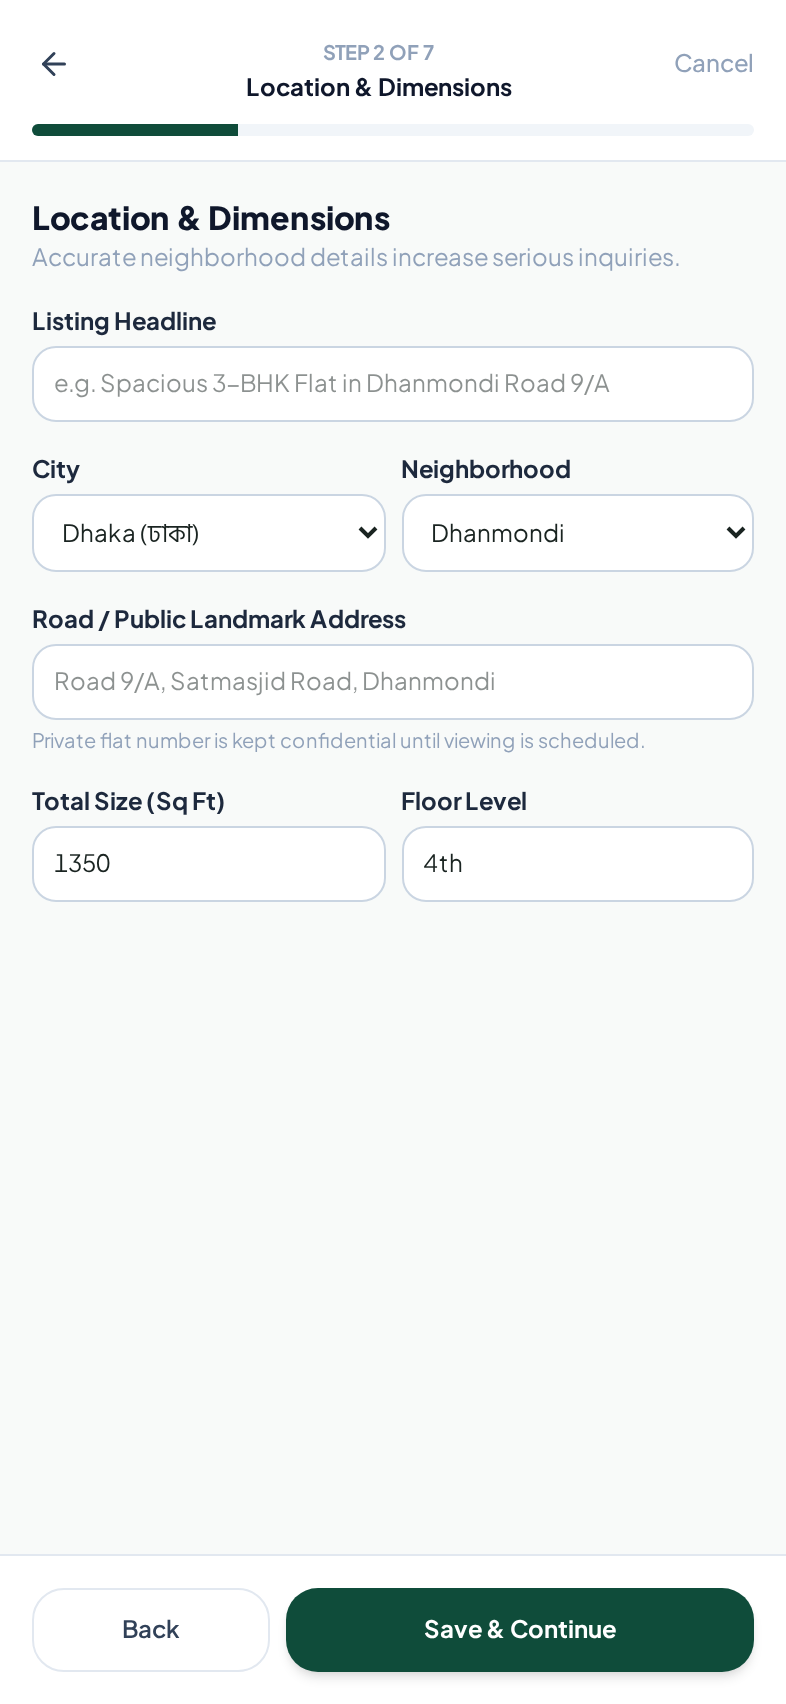 STEP 2 OF 7
Location & Dimensions
Cancel
Location & Dimensions
Accurate neighborhood details increase serious inquiries.
Listing Headline
e.g. Spacious 3-BHK Flat in Dhanmondi Road 9/A
City
Neighborhood
Dhaka (ঢাকা)
Dhanmondi
Road / Public Landmark Address
Road 9/A, Satmasjid Road, Dhanmondi
Private flat number is kept confidential until viewing is scheduled.
Total Size (Sq Ft)
Floor Level
1350
4th
Back
Save & Continue